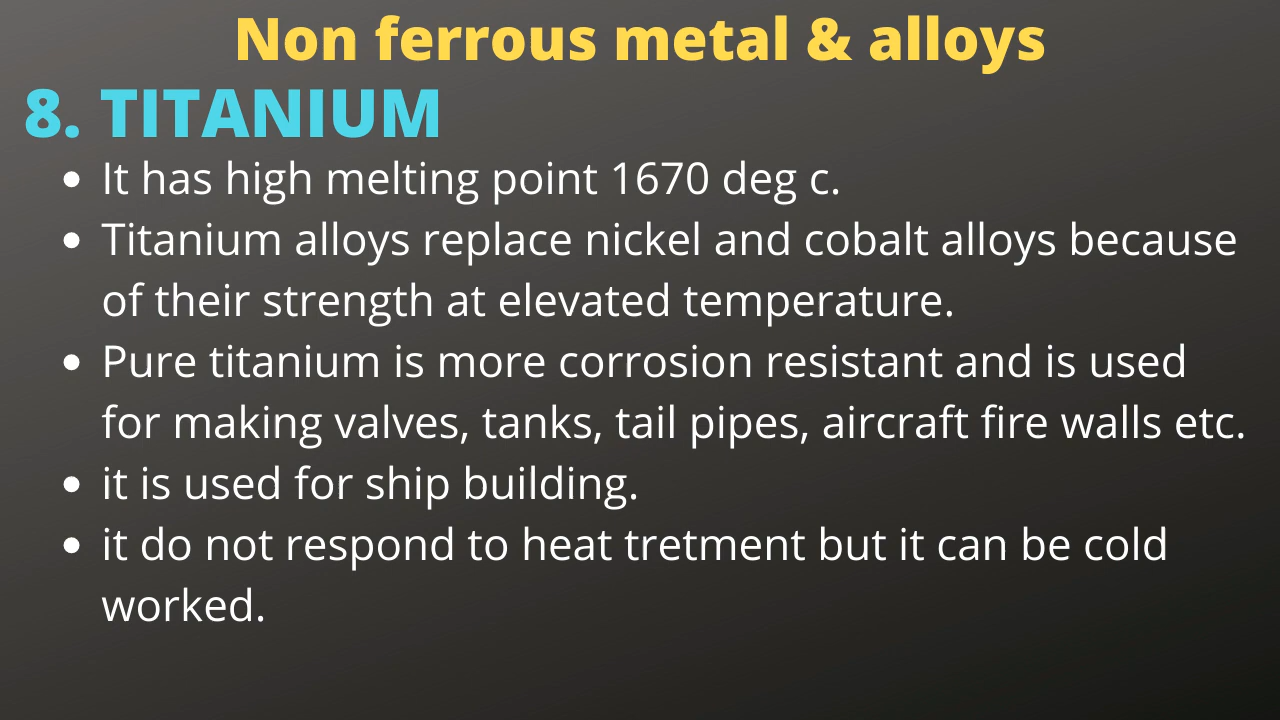 Non ferrous metal & alloys
8. TITANIUM
• It has high melting point 1670 deg c.
• Titanium alloys replace nickel and cobalt alloys because
of their strength at elevated temperature.
• Pure titanium is more corrosion resistant and is used
for making valves, tanks, tail pipes, aircraft fire walls etc.
• it is used for ship building.
• it do not respond to heat tretment but it can be cold
worked.